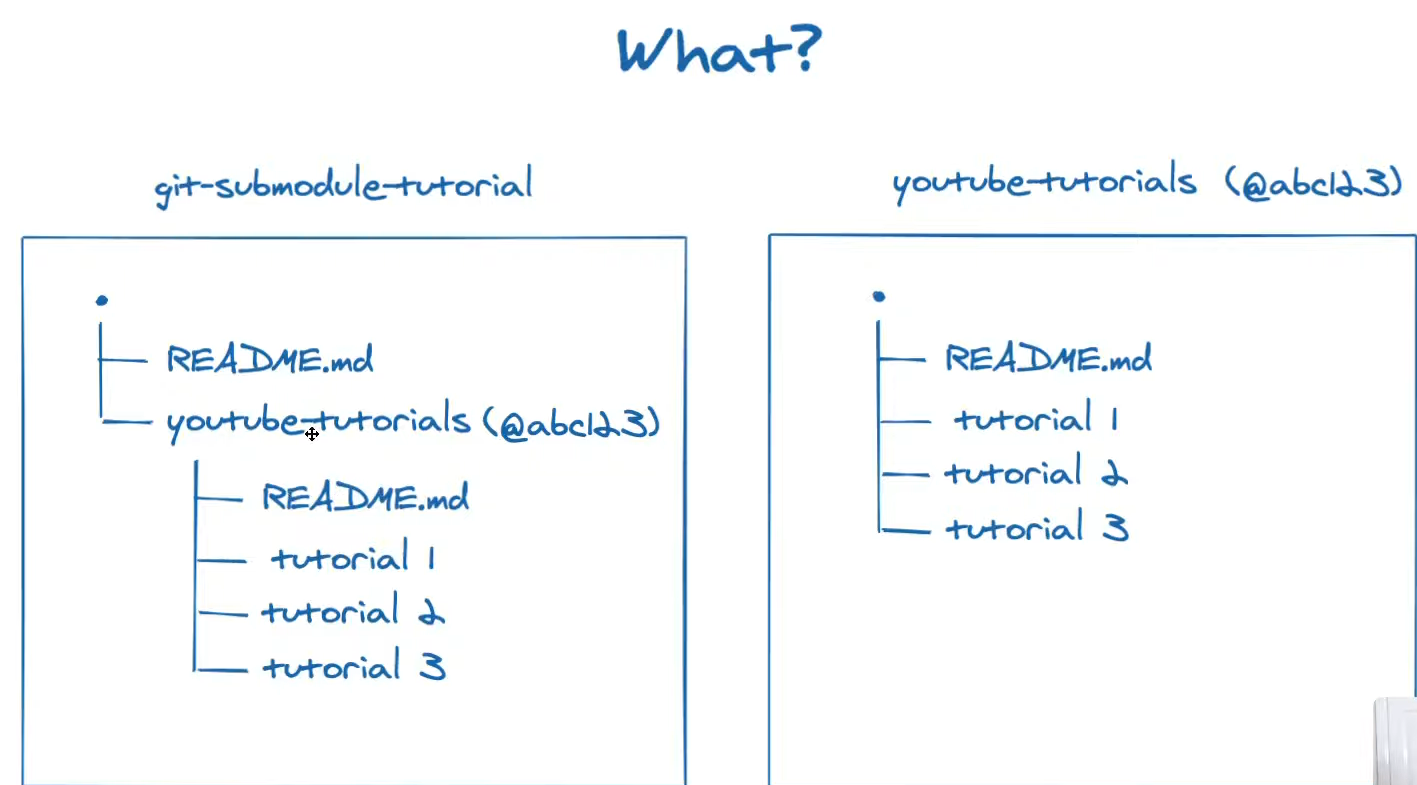 What?
git-submodule-tutorial
README.md
youtube-tutorials (@abc123)
README.md
tutorial 1
tutorial 2
tutorial 3
youtube-tutorials (@abc123)
README.md
tutorial 1
tutorial 2
tutorial 3